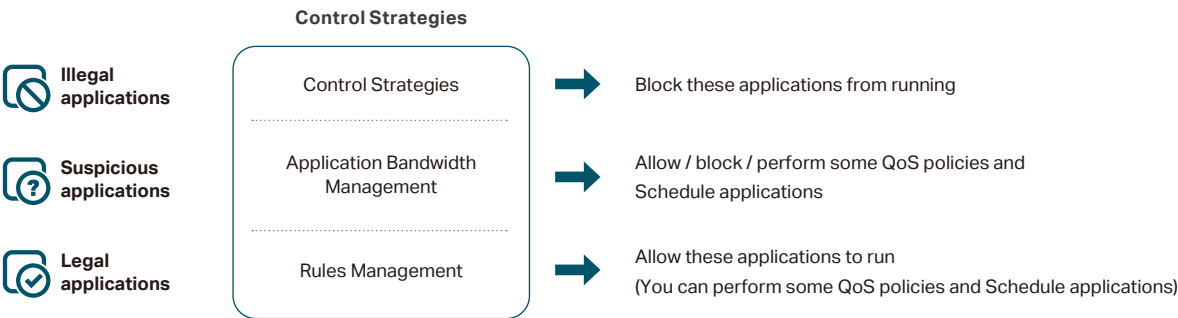 Control Strategies
Illegal
applications
Control Strategies
Block these applications from running
Suspicious
applications
Application Bandwidth
Management
Allow / block / perform some QoS policies and
Schedule applications
Legal
applications
Rules Management
Allow these applications to run
(You can perform some QoS policies and Schedule applications)